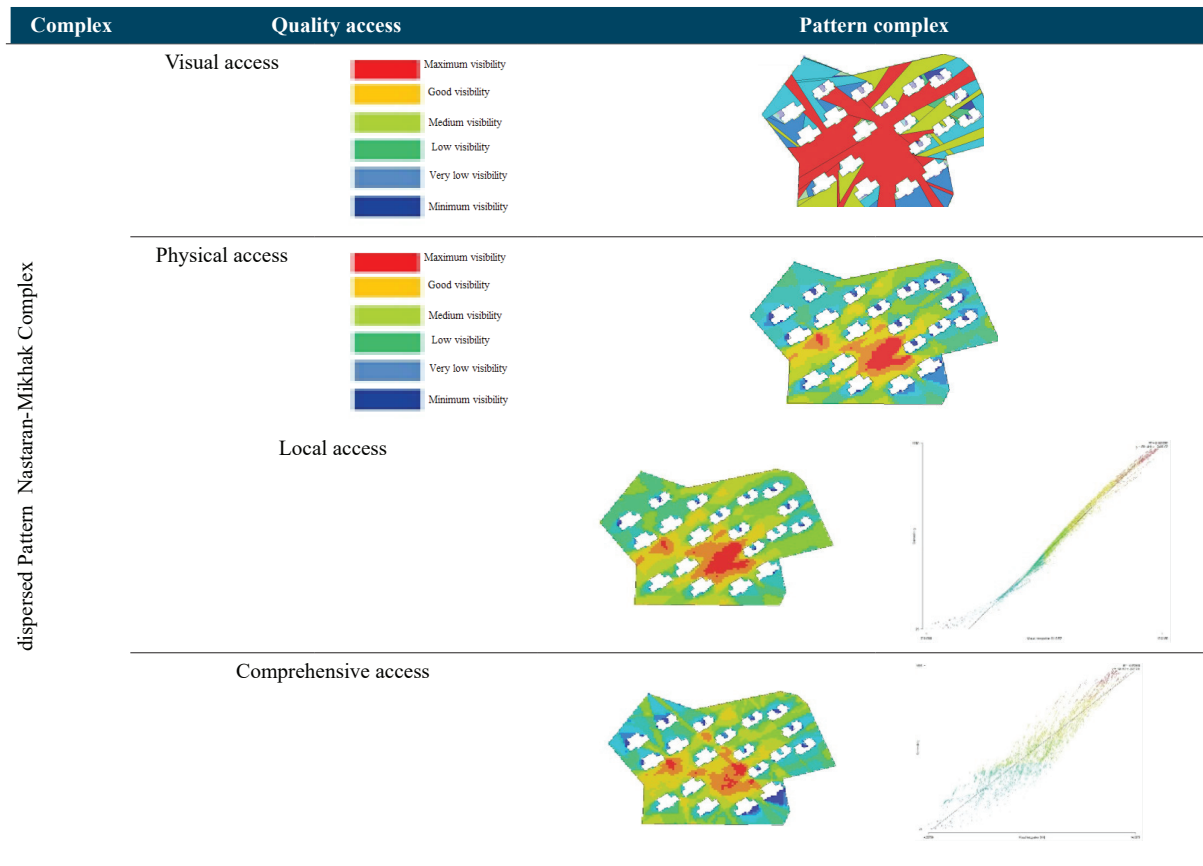 Complex Quality access Pattern complex
dispersed Pattern Nastaran-Mikhak Complex
Visual access
Maximum visibility
Good visibility
Medium visibility
Low visibility
Very low visibility
Minimum visibility
Physical access
Maximum visibility
Good visibility
Medium visibility
Low visibility
Very low visibility
Minimum visibility
Local access
Comprehensive access